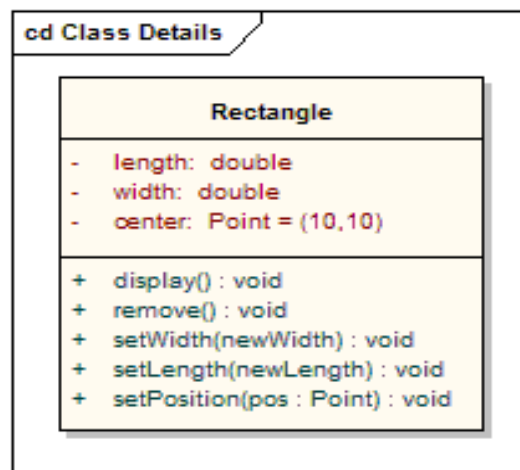 cd Class Details
Rectangle
- length: double
- width: double
- center: Point = (10,10)
+ display() : void
+ remove() : void
+ setWidth(newWidth) : void
+ setLength(newLength) : void
+ setPosition(pos : Point) : void